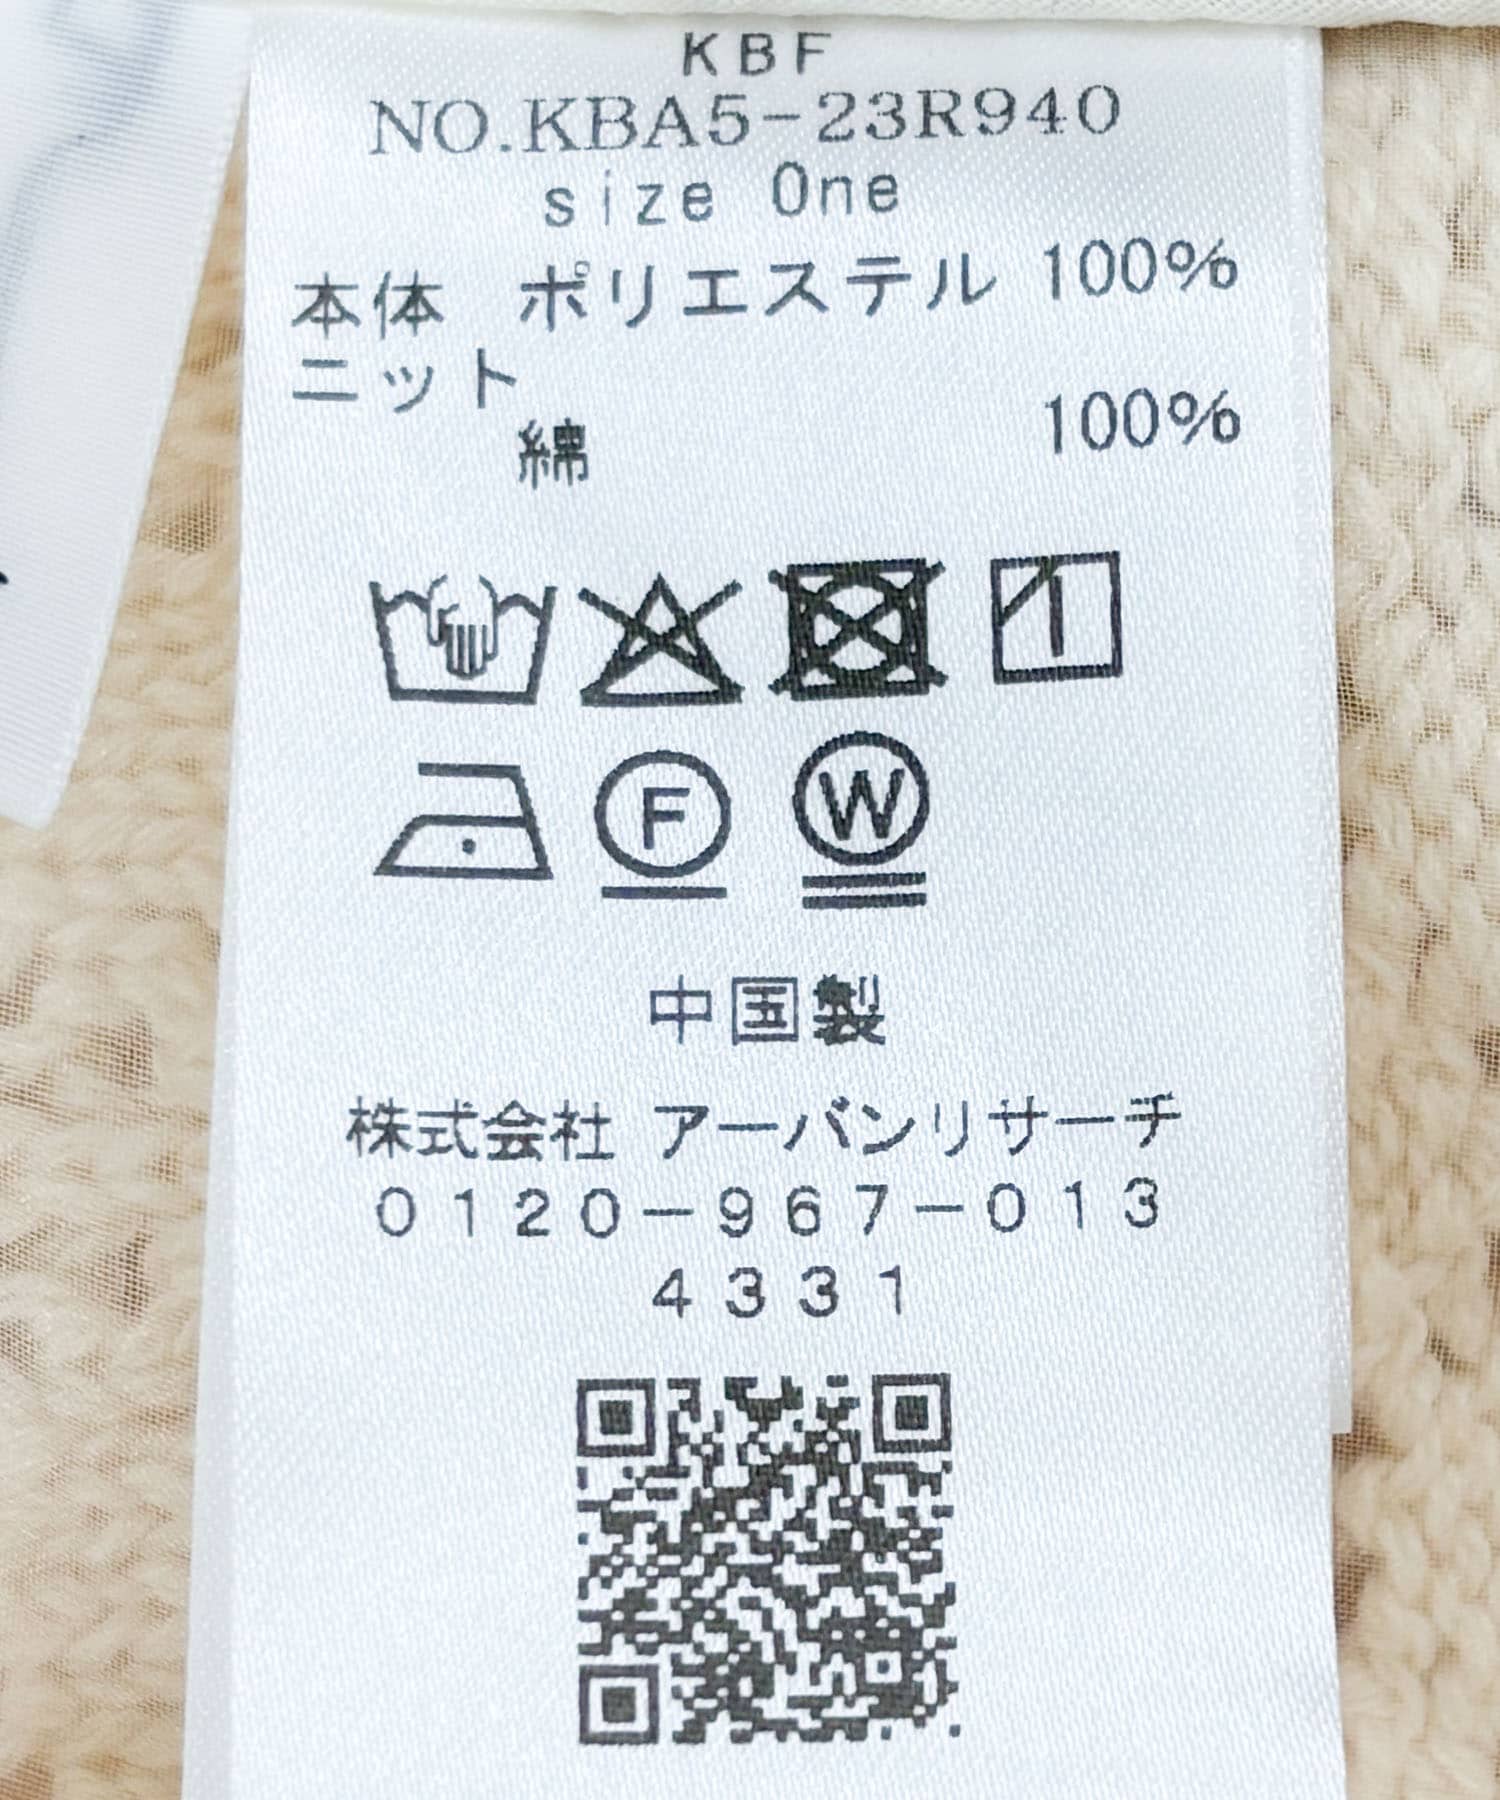 KBF
NO.KBA5-23R940
size One
本体 ポリエステル 100%
ニット
綿 100%
F W
中国製
株式会社 アーバンリサーチ
0120-967-013
4331